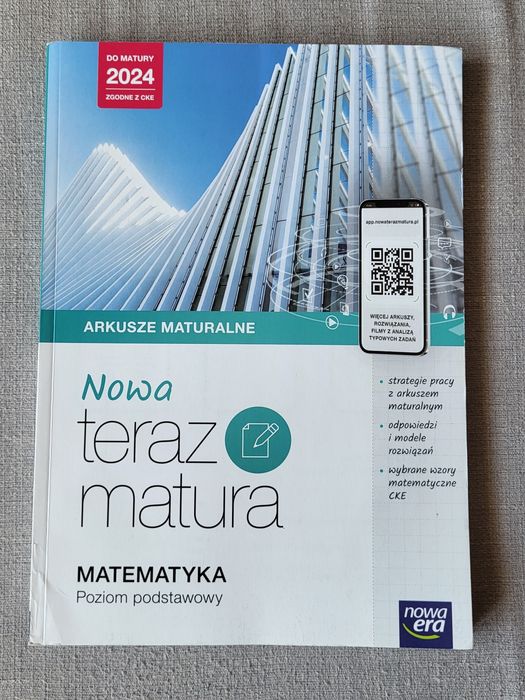 DO MATURY
2024
ZGODNE Z CKE
app.nowaterazmatura.pl
WIĘCEJ ARKUSZY,
ROZWIĄZANIA,
FILMY Z ANALIZĄ
TYPOWYCH ZADAŃ
ARKUSZE MATURALNE
Nowa
teraz
matura
MATEMATYKA
Poziom podstawowy
• strategie pracy
z arkuszem
maturalnym
• odpowiedzi
i modele
rozwiązań
• wybrane wzory
matematyczne
CKE
nowa
era